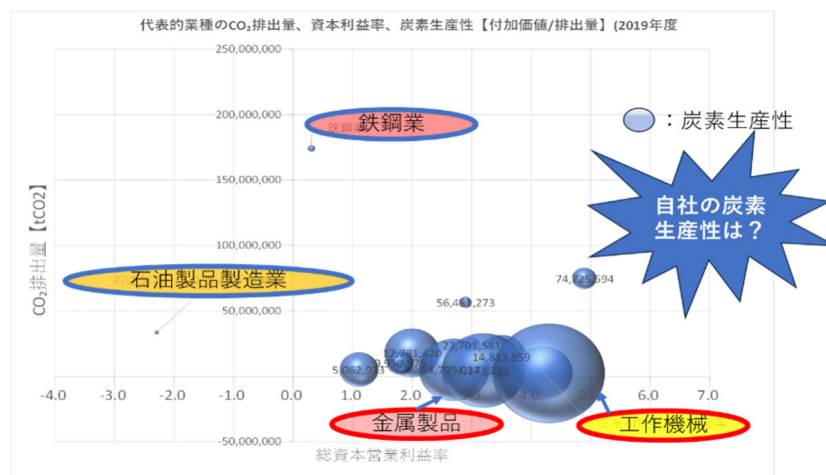 代表的業種のCO₂排出量、資本利益率、炭素生産性【付加価値/排出量】(2019年度
250,000,000
200,000,000
鉄鋼業
：炭素生産性
150,000,000
自社の炭素
生産性は？
CO₂排出量【tCO2】
100,000,000
石油製品製造業
56,461,273
50,000,000
23,701,581
17,781,420
14,813,859
5,062,933
-4.0 -3.0 -2.0 -1.0 0.0 1.0 2.0 3.0 4.0 5.0 6.0 7.0
金属製品
工作機械
-50,000,000
総資本営業利益率